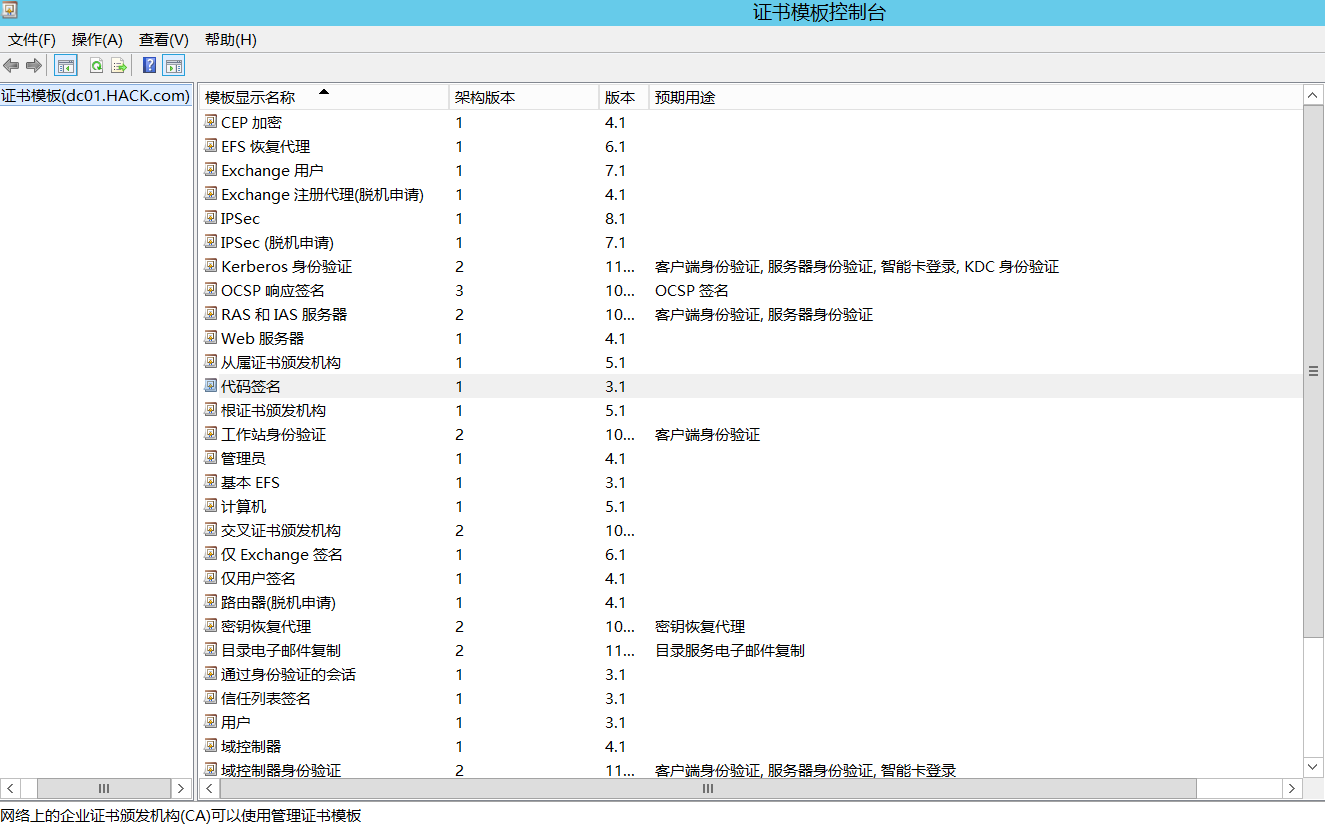 证书模板控制台
文件(F) 操作(A) 查看(V) 帮助(H)
证书模板(dc01.HACK.com)
模板显示名称 架构版本 版本 预期用途
CEP 加密 1 4.1
EFS 恢复代理 1 6.1
Exchange 用户 1 7.1
Exchange 注册代理(脱机申请) 1 4.1
IPSec 1 8.1
IPSec (脱机申请) 1 7.1
Kerberos 身份验证 2 11... 客户端身份验证, 服务器身份验证, 智能卡登录, KDC 身份验证
OCSP 响应签名 3 10... OCSP 签名
RAS 和 IAS 服务器 2 10... 客户端身份验证, 服务器身份验证
Web 服务器 1 4.1
从属证书颁发机构 1 5.1
代码签名 1 3.1
根证书颁发机构 1 5.1
工作站身份验证 2 10... 客户端身份验证
管理员 1 4.1
基本 EFS 1 3.1
计算机 1 5.1
交叉证书颁发机构 2 10...
仅 Exchange 签名 1 6.1
仅用户签名 1 4.1
路由器(脱机申请) 1 4.1
密钥恢复代理 2 10... 密钥恢复代理
目录电子邮件复制 2 11... 目录服务电子邮件复制
通过身份验证的会话 1 3.1
信任列表签名 1 3.1
用户 1 3.1
域控制器 1 4.1
域控制器身份验证 2 11... 客户端身份验证, 服务器身份验证, 智能卡登录
网络上的企业证书颁发机构(CA)可以使用管理证书模板